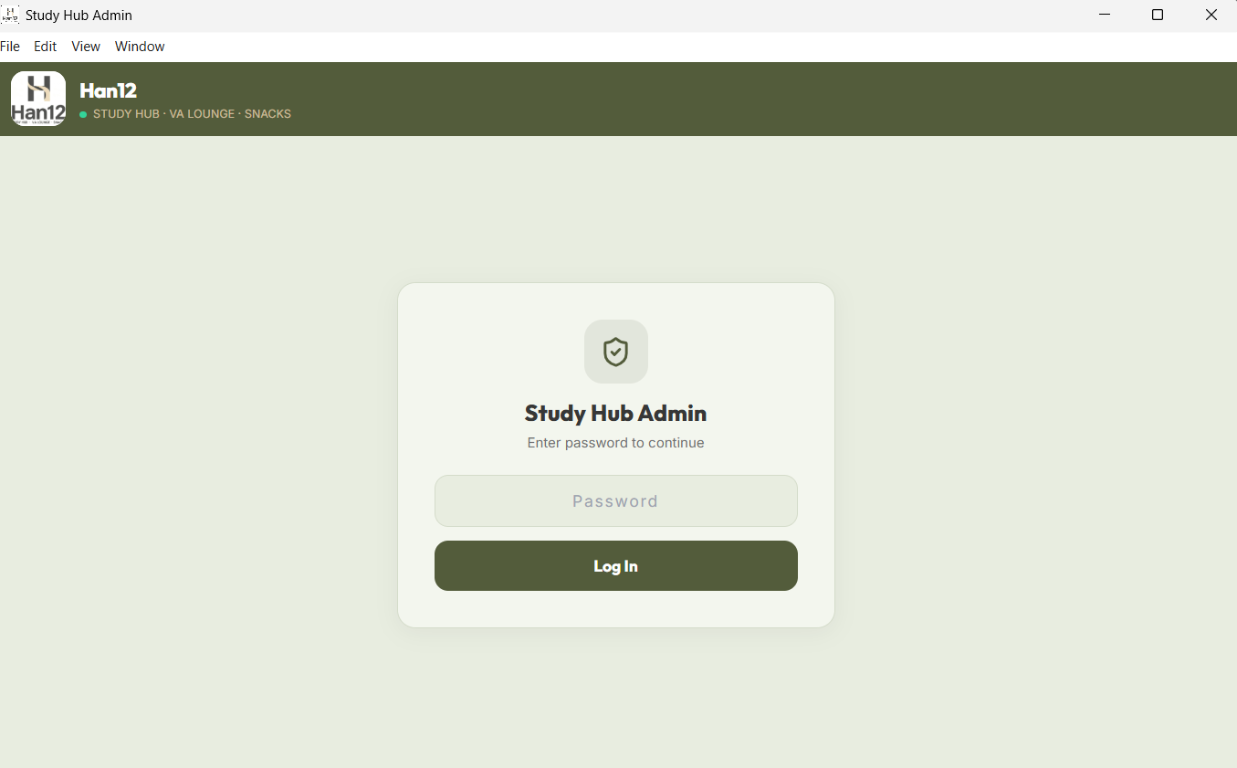 Study Hub Admin
File Edit View Window
Han12
Han12
STUDY HUB · VA LOUNGE · SNACKS
Study Hub Admin
Enter password to continue
Password
Log In